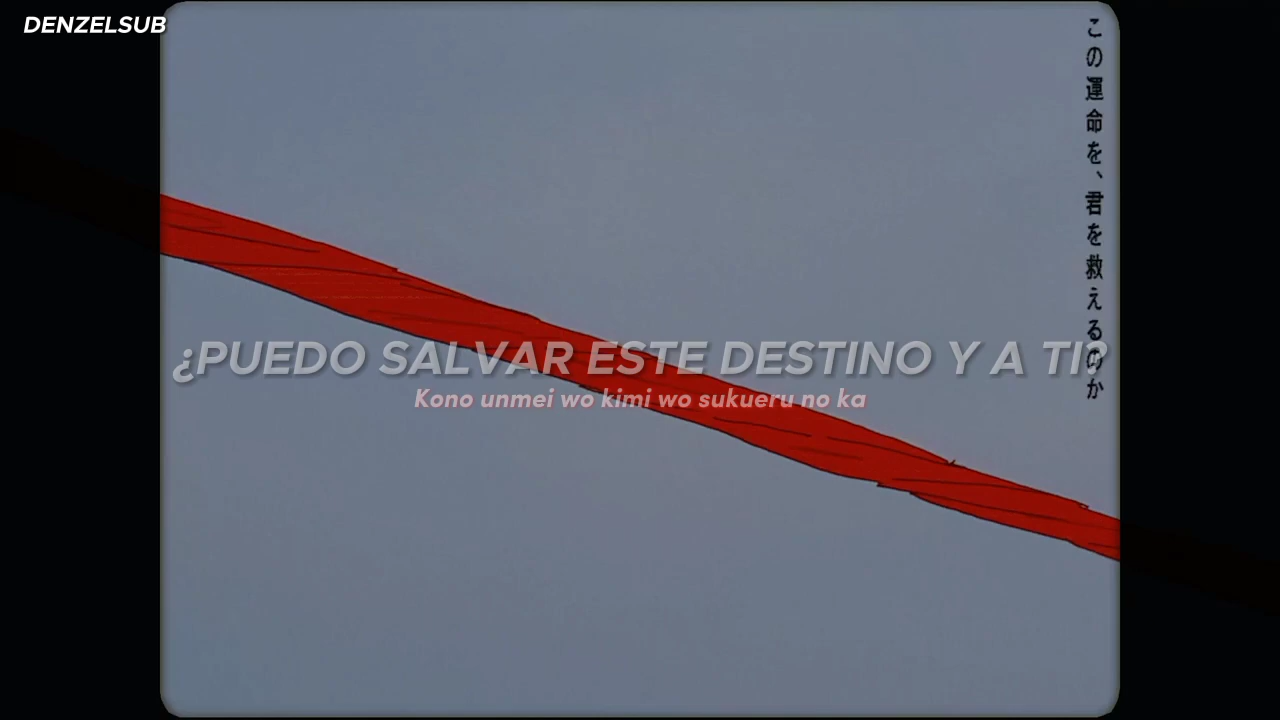 DENZELSUB
この運命を、君を救えるのか
¿PUEDO SALVAR ESTE DESTINO Y A TI?
Kono unmei wo kimi wo sukueru no ka